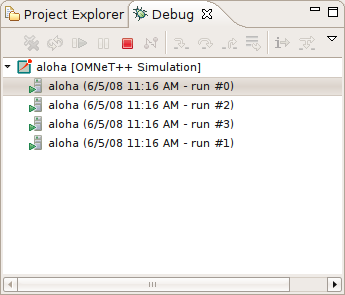 Project Explorer Debug
aloha [OMNeT++ Simulation]
aloha (6/5/08 11:16 AM - run #0)
aloha (6/5/08 11:16 AM - run #2)
aloha (6/5/08 11:16 AM - run #3)
aloha (6/5/08 11:16 AM - run #1)